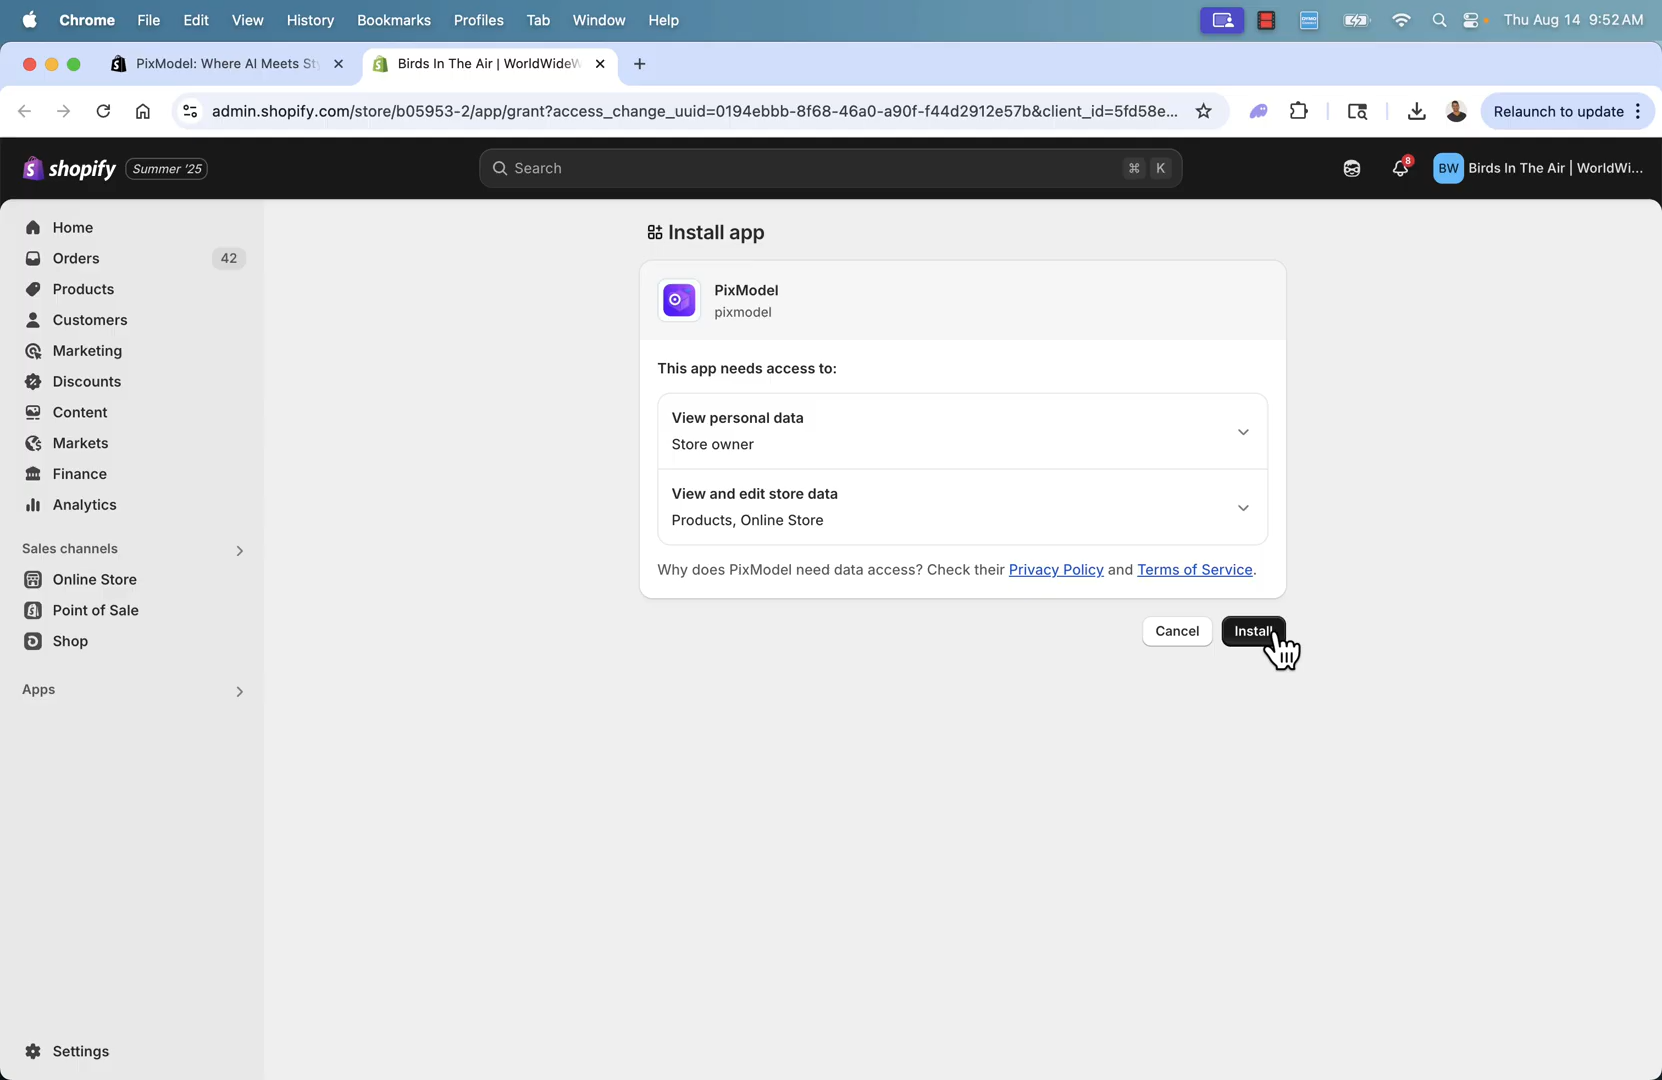 Chrome File Edit View History Bookmarks Profiles Tab Window Help Thu Aug 14 9:52 AM
PixModel: Where AI Meets St
Birds In The Air | WorldWideW
admin.shopify.com/store/b05953-2/app/grant?access_change_uuid=0194ebbb-8f68-46a0-a90f-f44d2912e57b&client_id=5fd58e...
Relaunch to update
shopify
Summer '25
Search
⌘ K
8
BW
Birds In The Air | WorldWi...
Home
Orders 42
Products
Customers
Marketing
Discounts
Content
Markets
Finance
Analytics
Sales channels
Online Store
Point of Sale
Shop
Apps
Settings
Install app
PixModel
pixmodel
This app needs access to:
View personal data
Store owner
View and edit store data
Products, Online Store
Why does PixModel need data access? Check their Privacy Policy and Terms of Service.
Cancel
Install